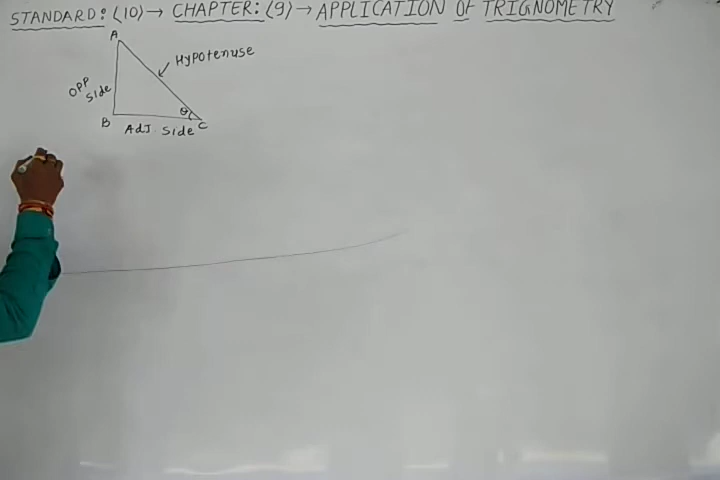 STANDARD: (10) → CHAPTER: (9) → APPLICATION OF TRIGNOMETRY
A
HYPOTENUSE
OPP
Side
θ
B
C
AdJ. Side